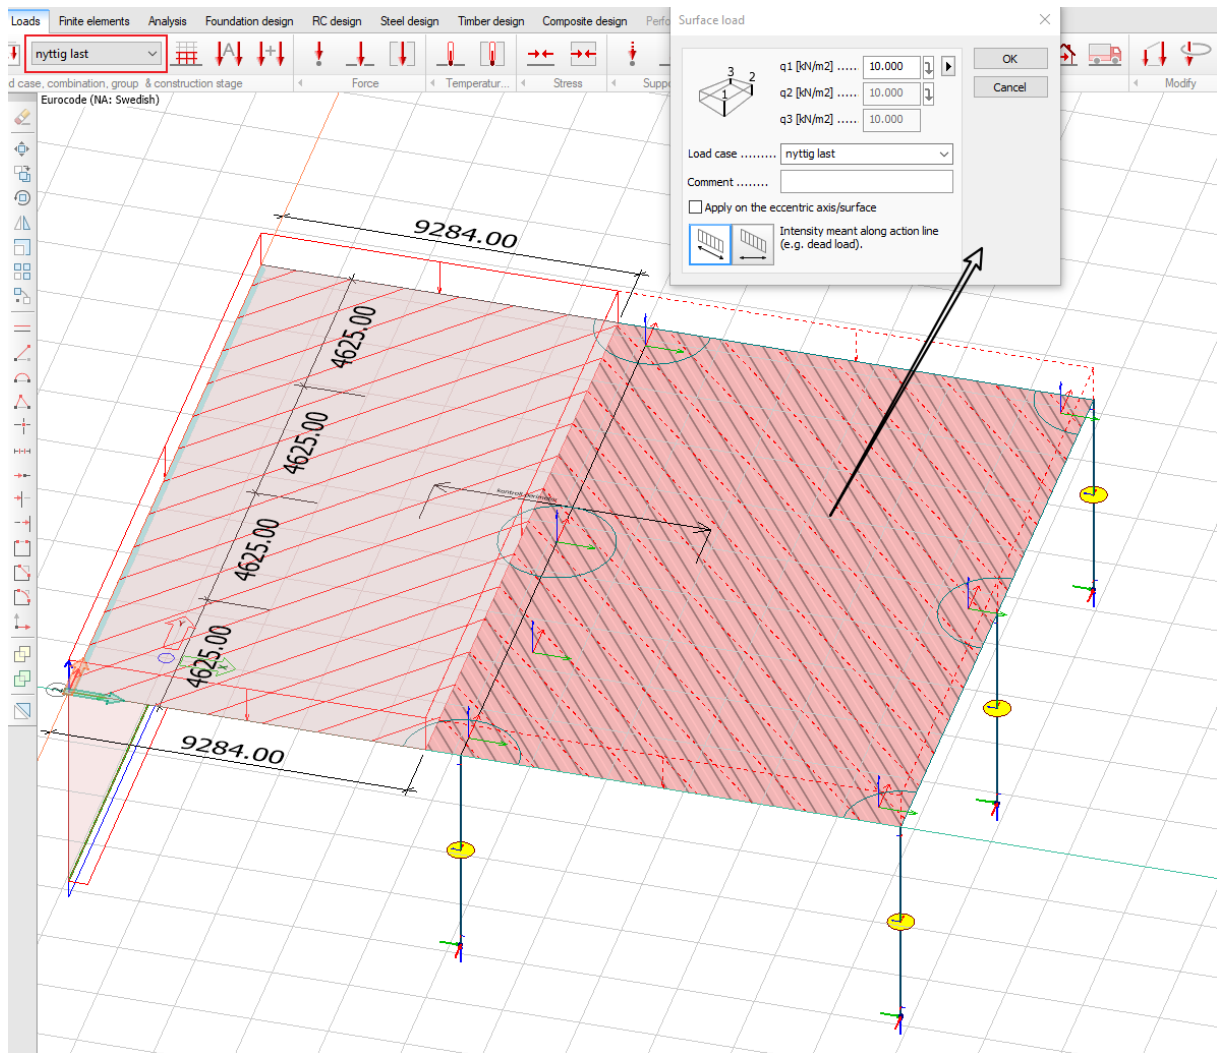 Loads Finite elements Analysis Foundation design RC design Steel design Timber design Composite design
nyttig last
d case, combination, group & construction stage Force Temperatur... Stress Supp Modify
Eurocode (NA: Swedish)
Surface load
3
2
1
q1 [kN/m2] ..... 10.000
q2 [kN/m2] ..... 10.000
q3 [kN/m2] ..... 10.000
OK
Cancel
Load case ......... nyttig last
Comment ........
Apply on the eccentric axis/surface
Intensity meant along action line
(e.g. dead load).
9284.00
4625.00
4625.00
4625.00
4625.00
9284.00